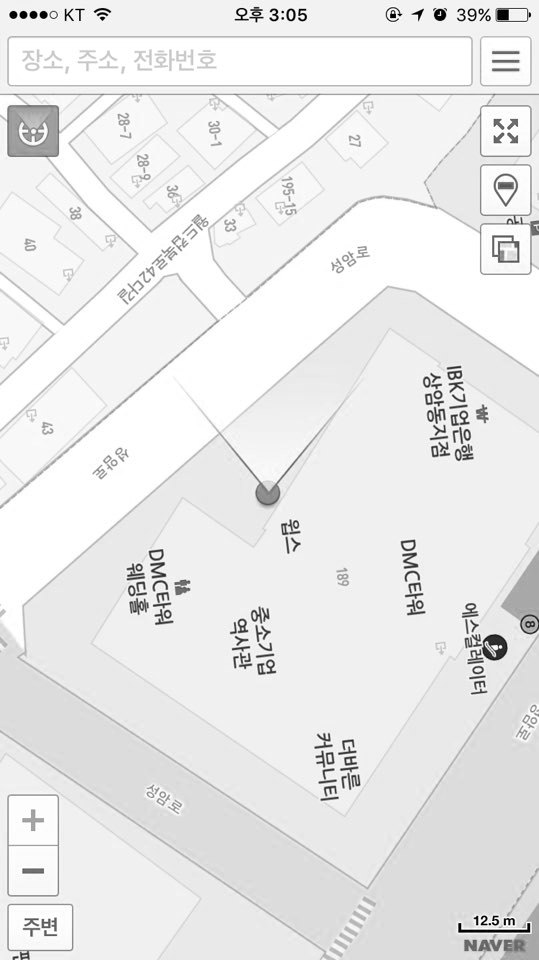 KT 오후 3:05 39%
장소, 주소, 전화번호
28-7
30-1
27
28-9
36
195-15
38
33
40
월드컵북로42다길
성암로
IBK기업은행
상암동지점
43
성암로
윕스
189
DMC타워
DMC타워
웨딩홀
중소기업
역사관
에스컬레이터
8
더바른
커뮤니티
성암로
성암로
주변
12.5 m
NAVER